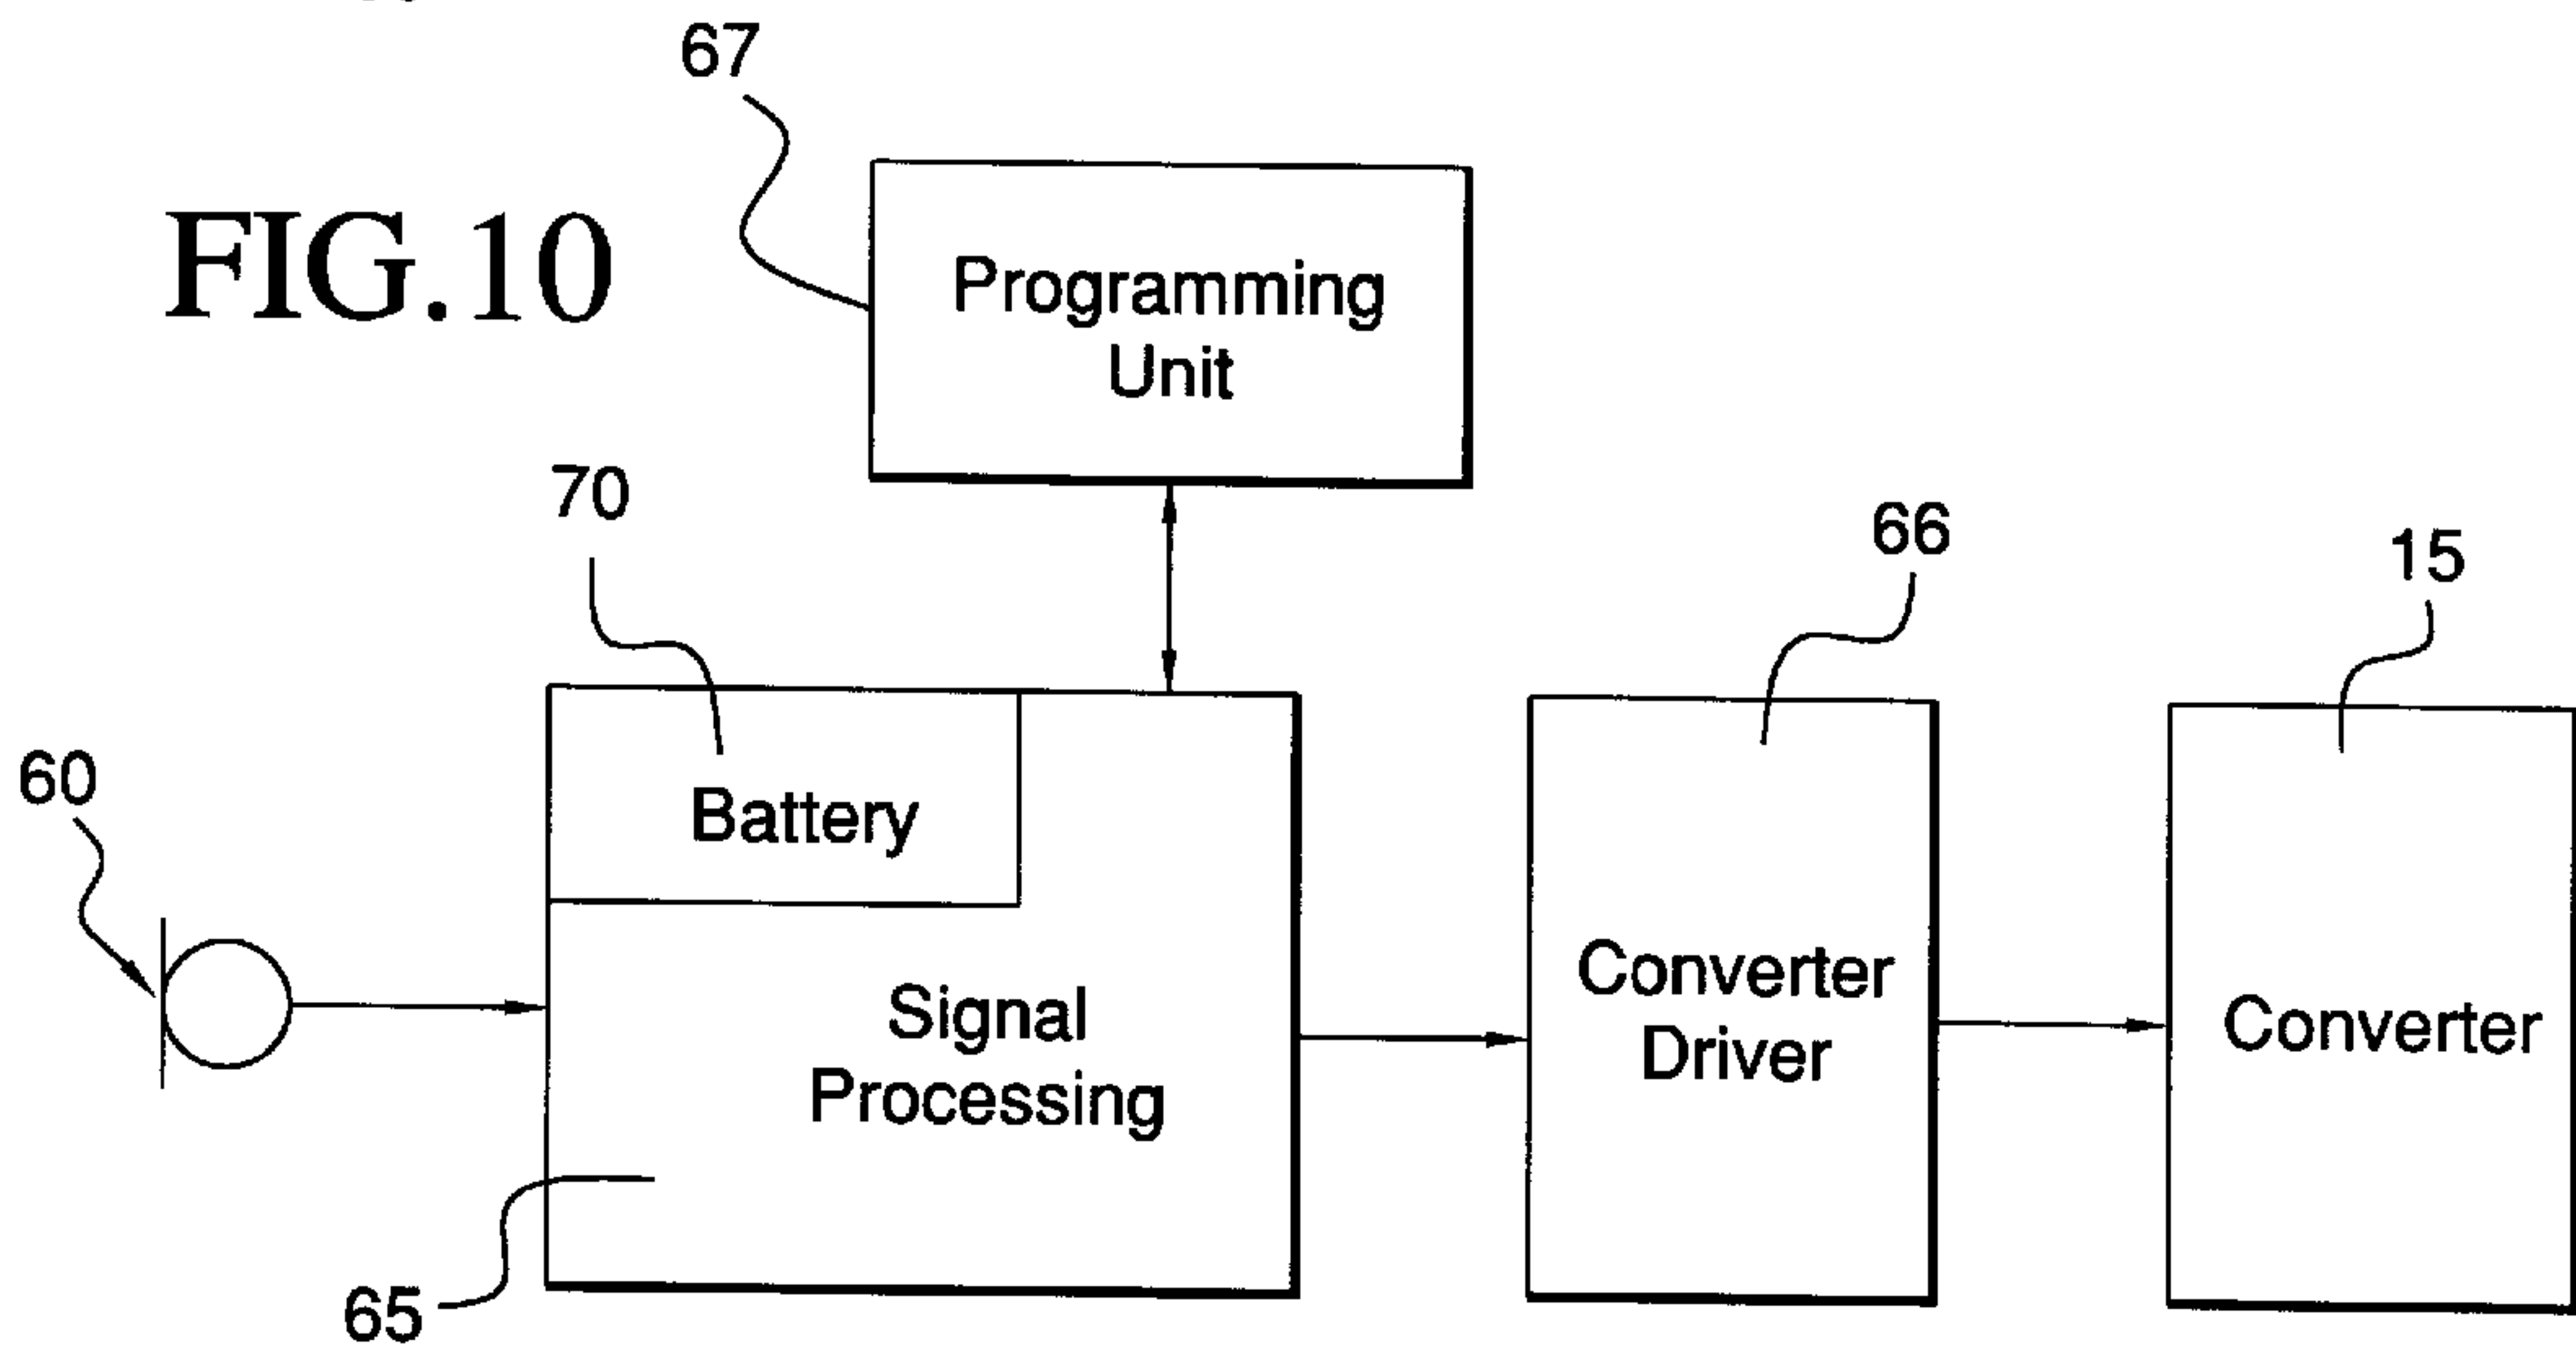 67
FIG.10
Programming
Unit
70
66
15
60
Battery
Signal
Processing
Converter
Driver
Converter
65